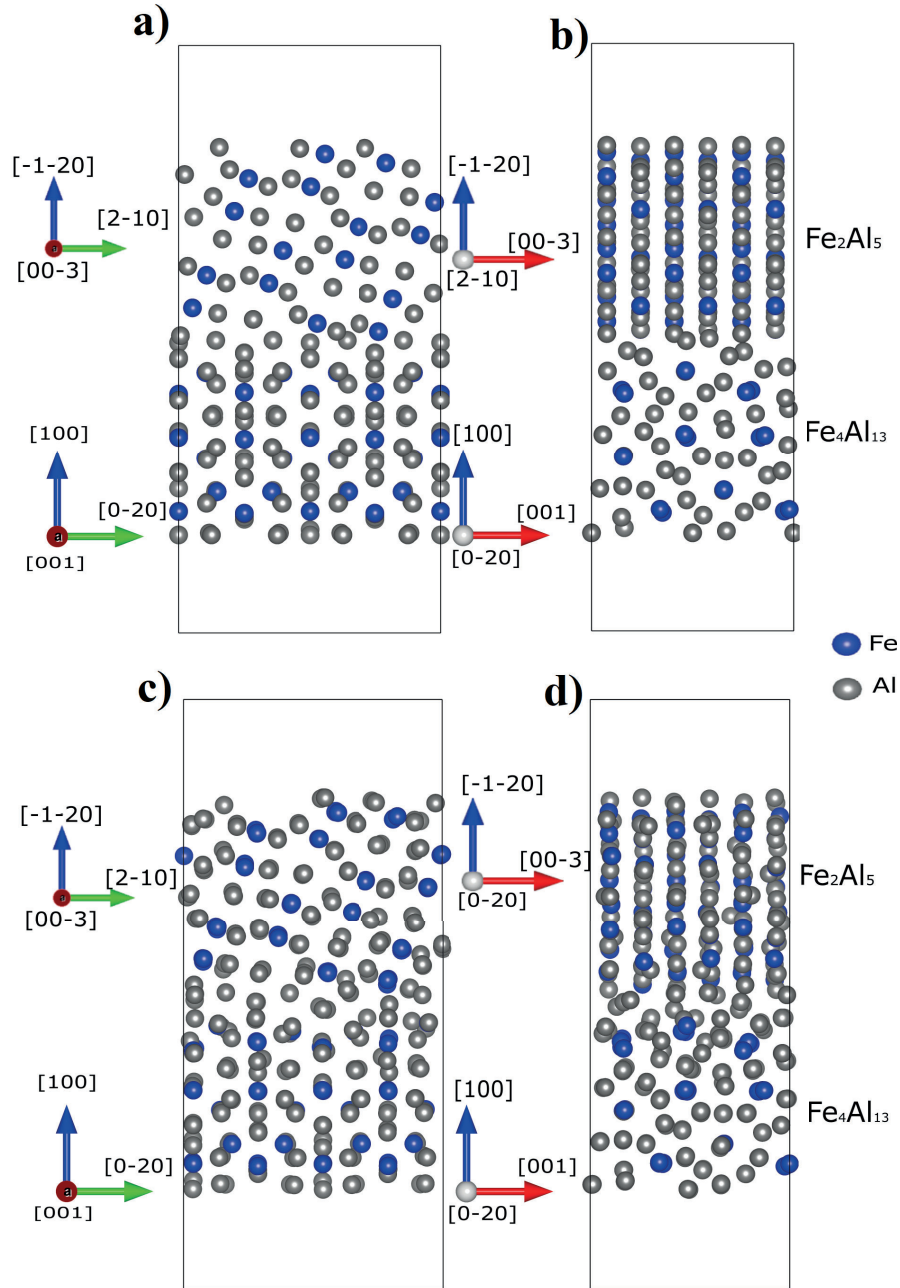 a)
b)
[-1-20]
[2-10]
a
[00-3]
[-1-20]
[00-3]
[2-10]
Fe₂Al₅
[100]
[0-20]
a
[001]
[100]
[001]
[0-20]
Fe₄Al₁₃
Fe
Al
c)
d)
[-1-20]
[2-10]
a
[00-3]
[-1-20]
[00-3]
[0-20]
Fe₂Al₅
[100]
[0-20]
a
[001]
[100]
[001]
[0-20]
Fe₄Al₁₃